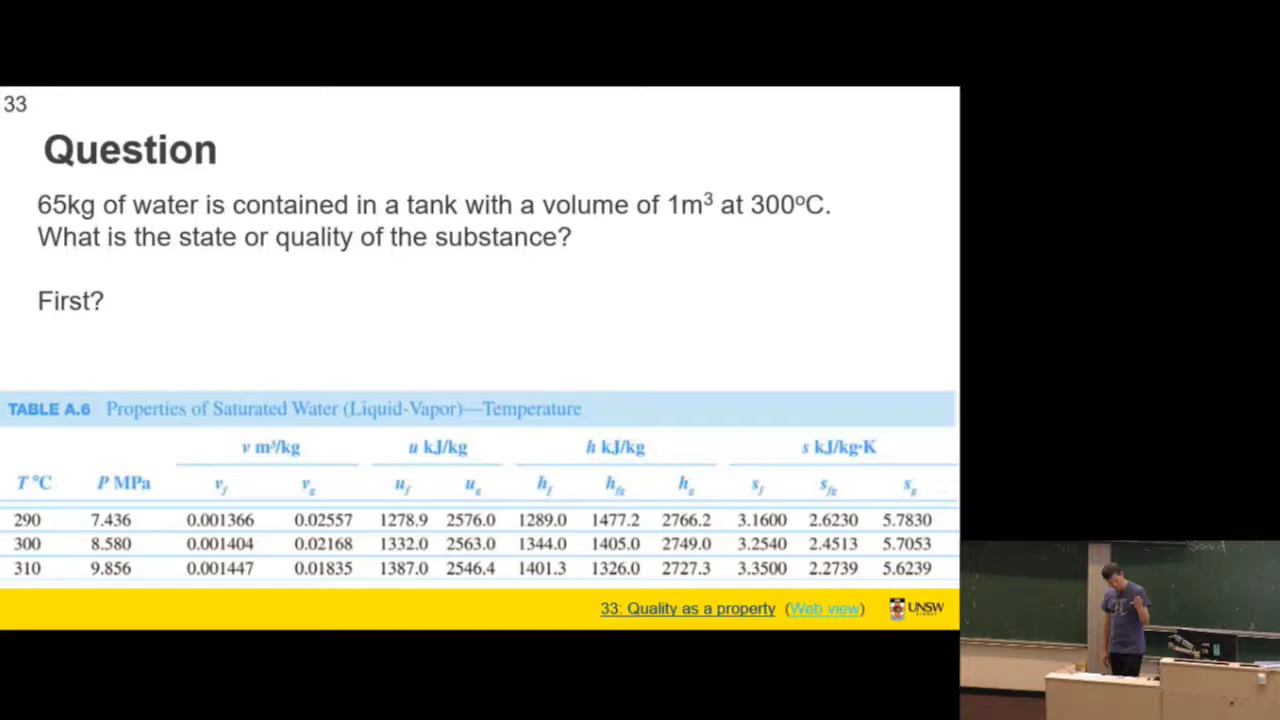 33
Question
65kg of water is contained in a tank with a volume of 1m³ at 300ºC.
What is the state or quality of the substance?
First?
TABLE A.6 Properties of Saturated Water (Liquid-Vapor)—Temperature
v m³/kg u kJ/kg h kJ/kg s kJ/kg·K
T °C P MPa v_f v_g u_f u_g h_f h_fg h_g s_f s_fg s_g
290 7.436 0.001366 0.02557 1278.9 2576.0 1289.0 1477.2 2766.2 3.1600 2.6230 5.7830
300 8.580 0.001404 0.02168 1332.0 2563.0 1344.0 1405.0 2749.0 3.2540 2.4513 5.7053
310 9.856 0.001447 0.01835 1387.0 2546.4 1401.3 1326.0 2727.3 3.3500 2.2739 5.6239
33: Quality as a property (Web view) UNSW